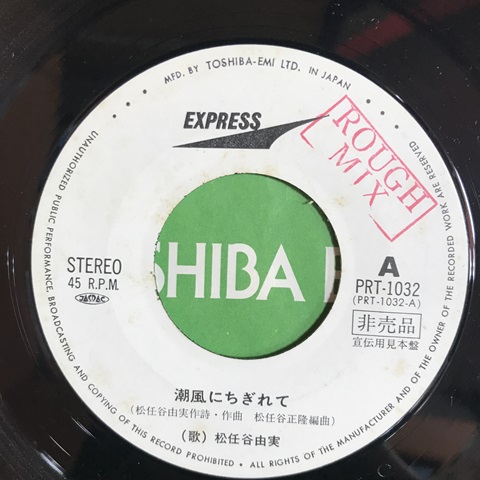 MFD. BY TOSHIBA-EMI LTD. IN JAPAN
EXPRESS
ROUGH
MIX
STEREO
45 R.P.M.
JASRAC
SHIBA E
A
PRT-1032
(PRT-1032-A)
非売品
宣伝用見本盤
潮風にちぎれて
(松任谷由実作詩・作曲 松任谷正隆編曲)
(歌) 松任谷由実
UNAUTHORIZED PUBLIC PERFORMANCE, BROADCASTING AND COPYING OF THIS RECORD PROHIBITED • ALL RIGHTS OF THE MANUFACTURER AND OF THE OWNER OF THE RECORDED WORK ARE RESERVED